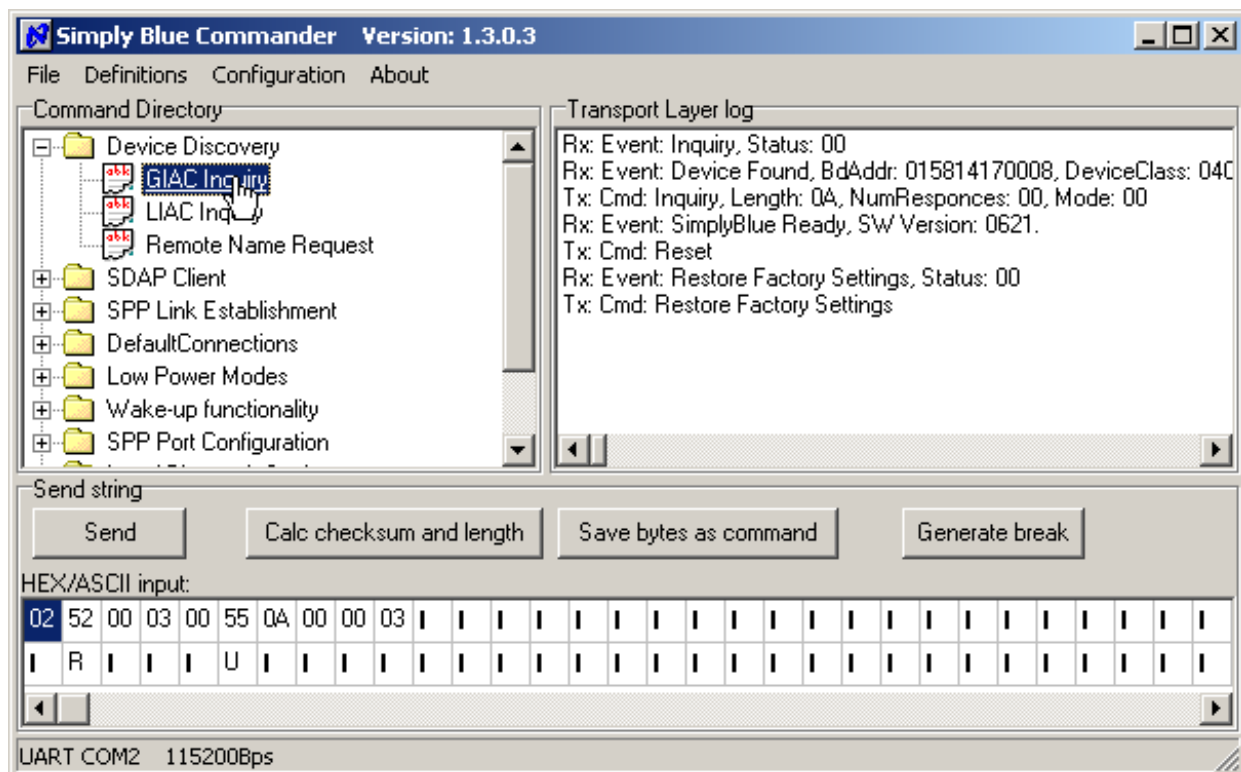 Simply Blue Commander Version: 1.3.0.3
File Definitions Configuration About
Command Directory
Device Discovery
GIAC Inquiry
LIAC Inquiry
Remote Name Request
SDAP Client
SPP Link Establishment
DefaultConnections
Low Power Modes
Wake-up functionality
SPP Port Configuration
Transport Layer log
Rx: Event: Inquiry, Status: 00
Rx: Event: Device Found, BdAddr: 015814170008, DeviceClass: 040
Tx: Cmd: Inquiry, Length: 0A, NumResponces: 00, Mode: 00
Rx: Event: SimplyBlue Ready, SW Version: 0621.
Tx: Cmd: Reset
Rx: Event: Restore Factory Settings, Status: 00
Tx: Cmd: Restore Factory Settings
Send string
Send Calc checksum and length Save bytes as command Generate break
HEX/ASCII input:
02 52 00 03 00 55 0A 00 00 03
R U
UART COM2 115200Bps